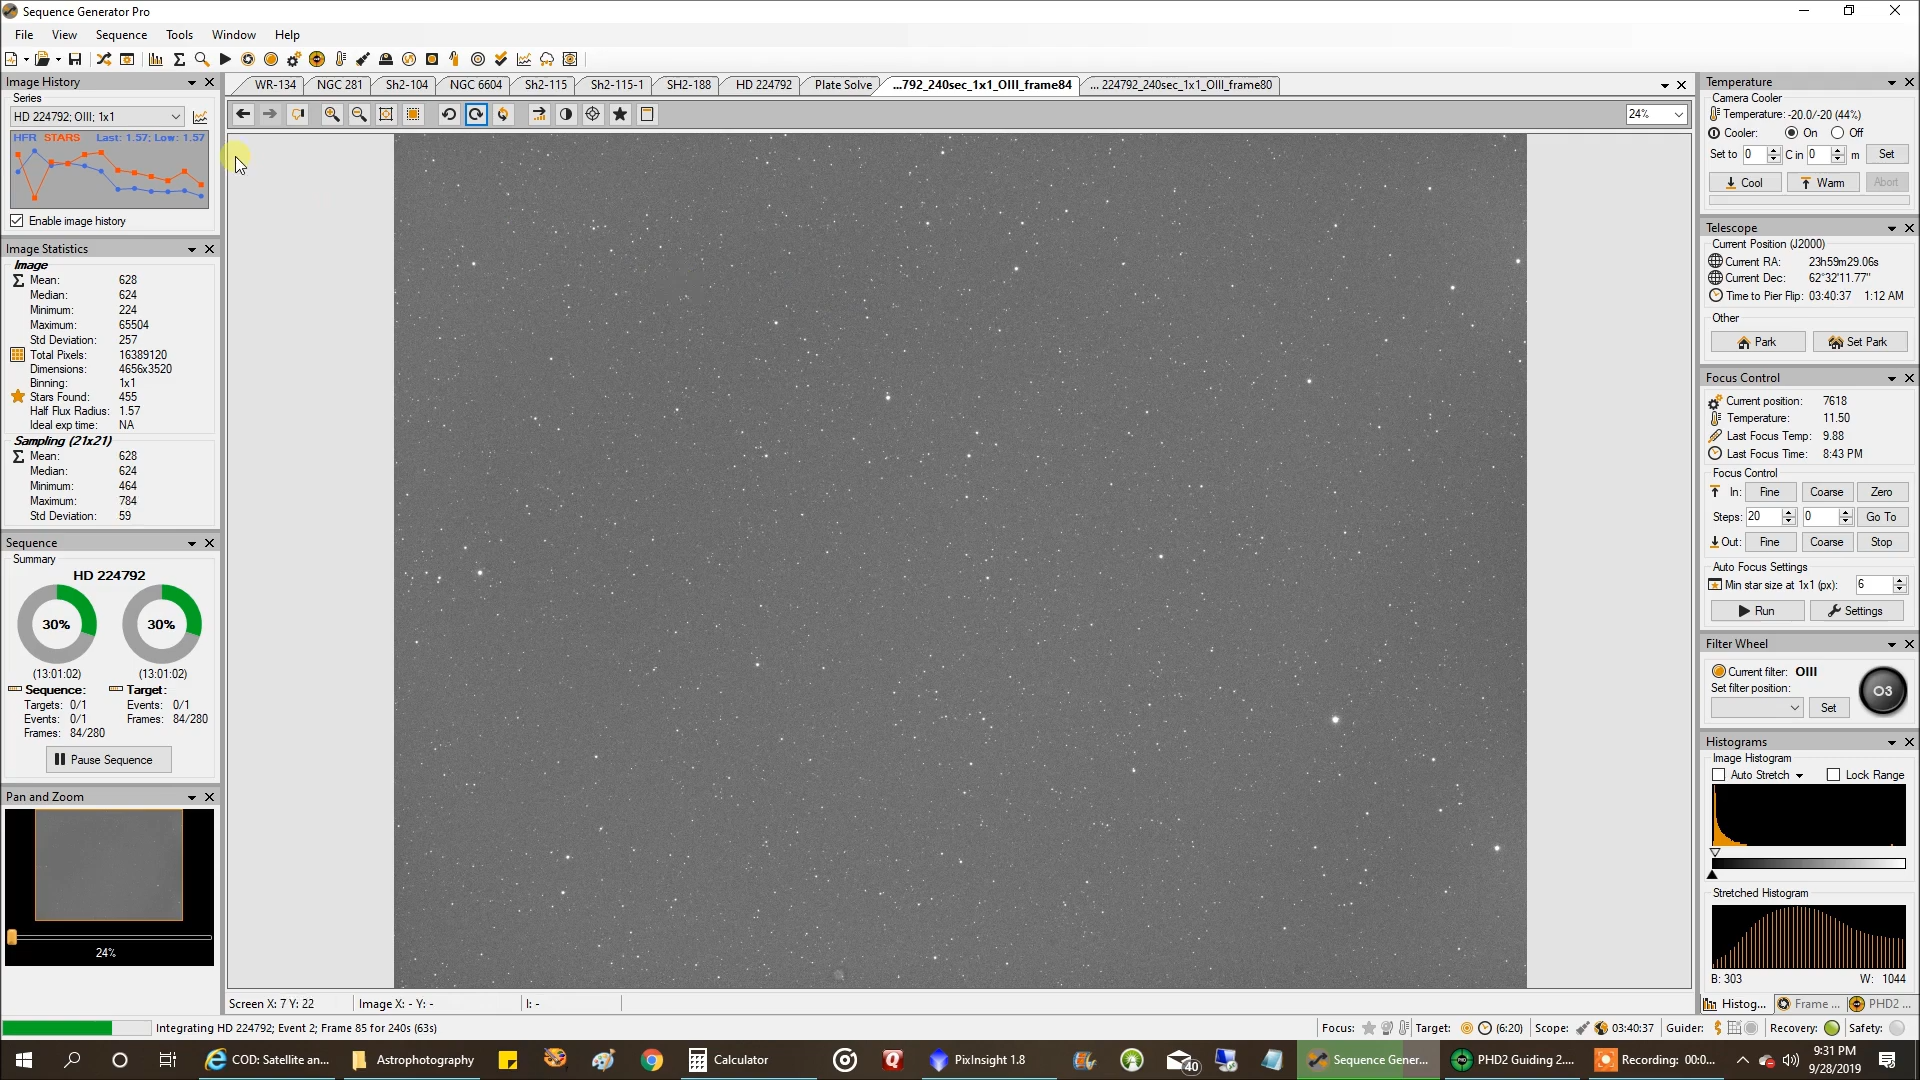 Sequence Generator Pro
File View Sequence Tools Window Help
Image History
Series
HD 224792; OIII; 1x1
HFR STARS Last: 1.57; Low: 1.57
Enable image history
Image Statistics
Image
Mean: 628
Median: 624
Minimum: 224
Maximum: 65504
Std Deviation: 257
Total Pixels: 16389120
Dimensions: 4656x3520
Binning: 1x1
Stars Found: 455
Half Flux Radius: 1.57
Ideal exp time: NA
Sampling (21x21)
Mean: 628
Median: 624
Minimum: 464
Maximum: 784
Std Deviation: 59
Sequence
Summary
HD 224792
30% 30%
(13:01:02) (13:01:02)
Sequence: Target:
Targets: 0/1 Events: 0/1
Events: 0/1 Frames: 84/280
Frames: 84/280
Pause Sequence
Pan and Zoom
24%
WR-134 NGC 281 Sh2-104 NGC 6604 Sh2-115 Sh2-115-1 SH2-188 HD 224792 Plate Solve ...792_240sec_1x1_OIII_frame84 ... 224792_240sec_1x1_OIII_frame80
24%
Screen X: 7 Y: 22 Image X: - Y: - I: -
Temperature
Camera Cooler
Temperature: -20.0/-20 (44%)
Cooler: On Off
Set to 0 C in 0 m Set
Cool Warm Abort
Telescope
Current Position (J2000)
Current RA: 23h59m29.06s
Current Dec: 62°32'11.77"
Time to Pier Flip: 03:40:37 1:12 AM
Other
Park Set Park
Focus Control
Current position: 7618
Temperature: 11.50
Last Focus Temp: 9.88
Last Focus Time: 8:43 PM
Focus Control
In: Fine Coarse Zero
Steps: 20 0 Go To
Out: Fine Coarse Stop
Auto Focus Settings
Min star size at 1x1 (px): 6
Run Settings
Filter Wheel
Current filter: OIII
Set filter position:
Set
O3
Histograms
Image Histogram
Auto Stretch Lock Range
Stretched Histogram
B: 303 W: 1044
Histog... Frame ... PHD2 ...
Integrating HD 224792; Event 2; Frame 85 for 240s (63s)
Focus: Target: (6:20) Scope: 03:40:37 Guider: Recovery: Safety:
COD: Satellite an... Astrophotography Calculator PixInsight 1.8 40 Sequence Gener... PHD2 Guiding 2.... Recording: 00:0...
9:31 PM
9/28/2019